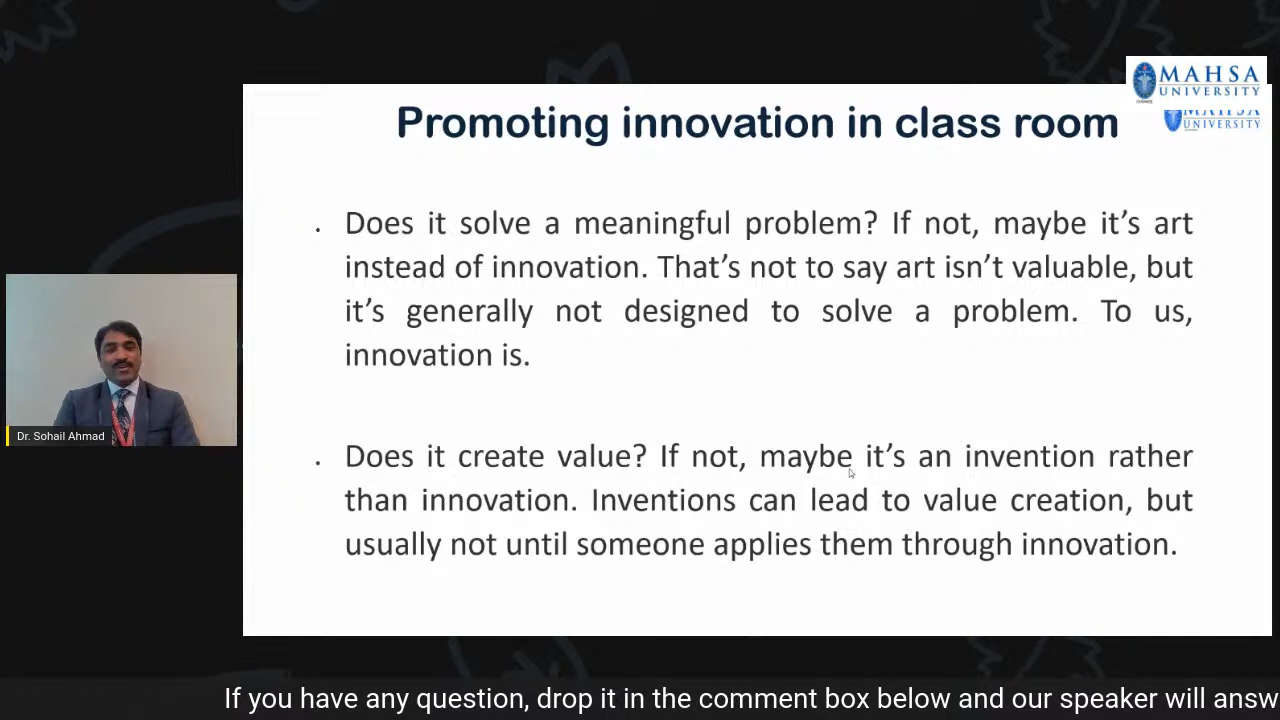 MAHSA
UNIVERSITY
MAHSA
UNIVERSITY
Promoting innovation in class room
• Does it solve a meaningful problem? If not, maybe it’s art
instead of innovation. That’s not to say art isn’t valuable, but
it’s generally not designed to solve a problem. To us,
innovation is.
• Does it create value? If not, maybe it’s an invention rather
than innovation. Inventions can lead to value creation, but
usually not until someone applies them through innovation.
Dr. Sohail Ahmad
If you have any question, drop it in the comment box below and our speaker will answ